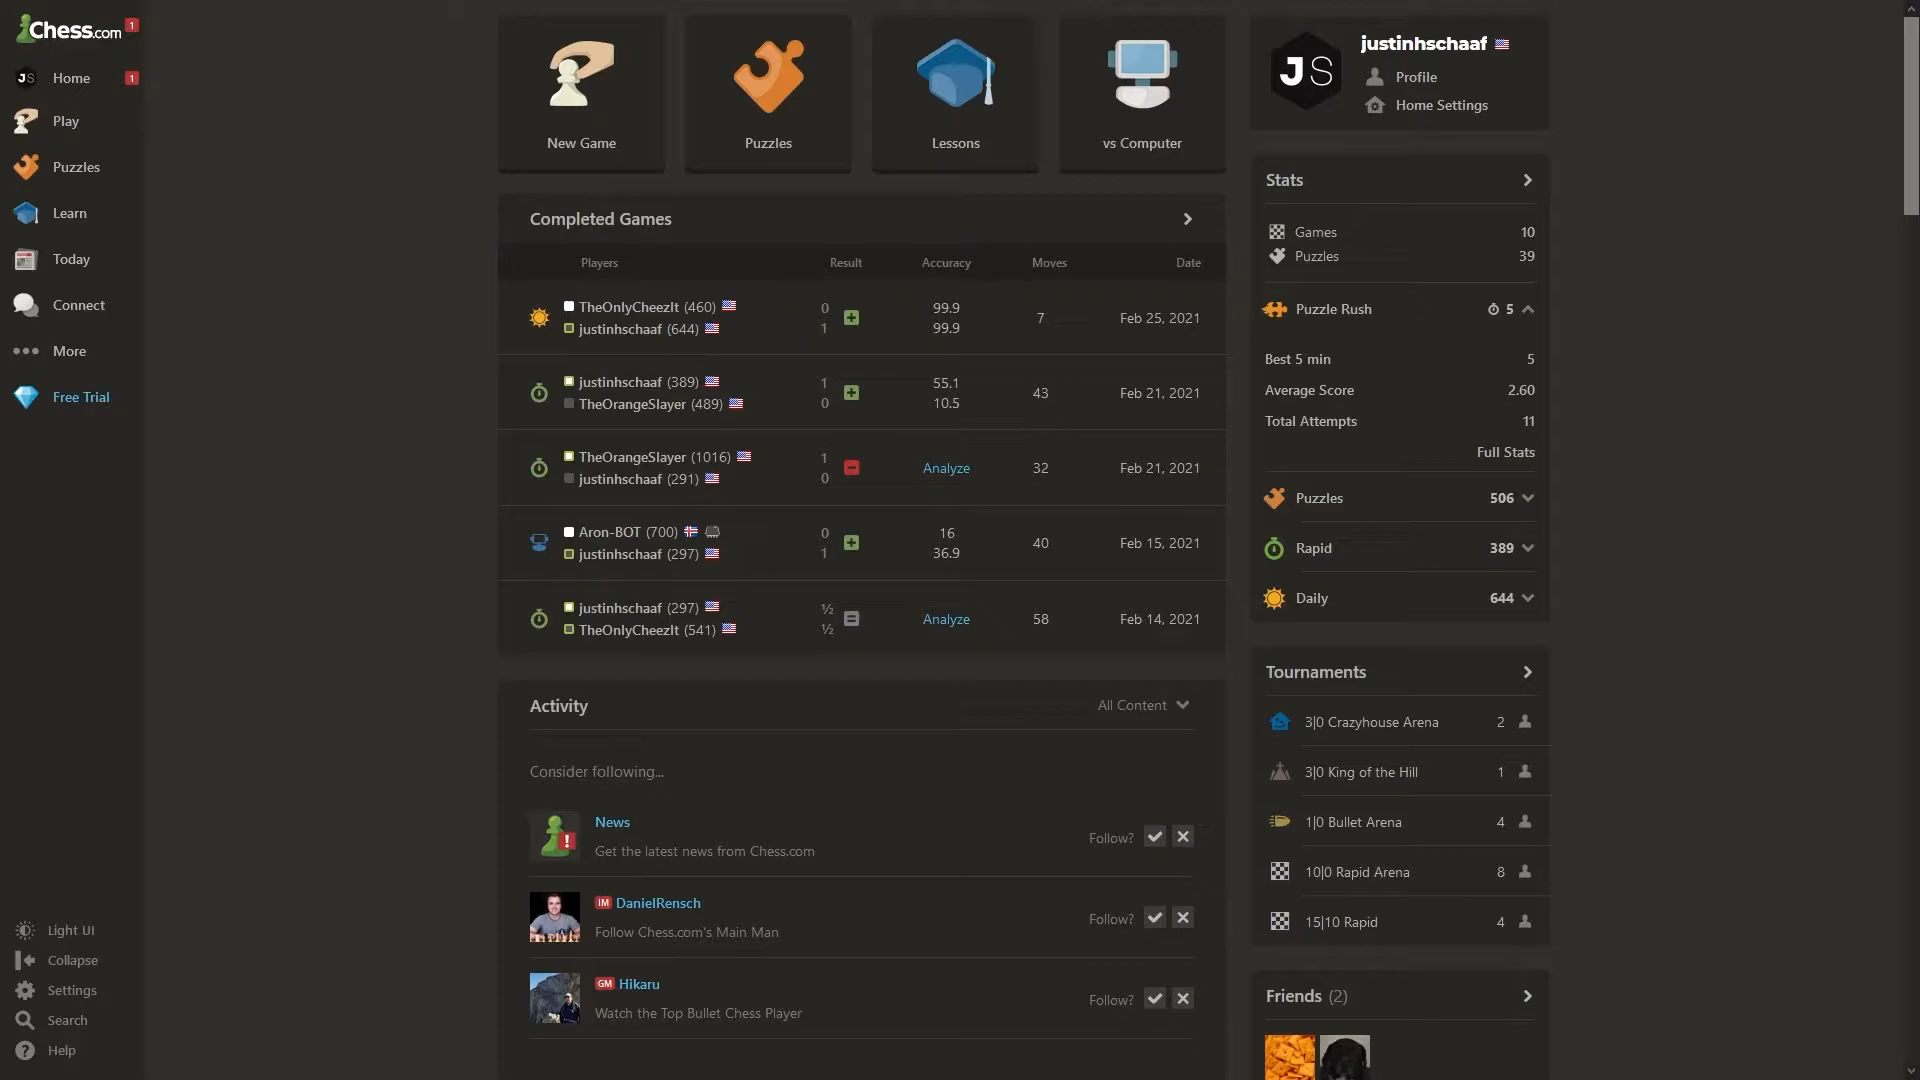 Chess.com 1
JS Home 1
Play
Puzzles
Learn
Today
Connect
More
Free Trial
Light UI
Collapse
Settings
Search
Help
New Game
Puzzles
Lessons
vs Computer
Completed Games
Players Result Accuracy Moves Date
TheOnlyCheezIt (460) 0 99.9
7 Feb 25, 2021
justinhschaaf (644) 1 99.9
justinhschaaf (389) 1 55.1
43 Feb 21, 2021
TheOrangeSlayer (489) 0 10.5
TheOrangeSlayer (1016) 1
Analyze 32 Feb 21, 2021
justinhschaaf (291) 0
Aron-BOT (700) 0 16
40 Feb 15, 2021
justinhschaaf (297) 1 36.9
justinhschaaf (297) ½
Analyze 58 Feb 14, 2021
TheOnlyCheezIt (541) ½
Activity All Content
Consider following...
News
Get the latest news from Chess.com
Follow?
IM DanielRensch
Follow Chess.com's Main Man
Follow?
GM Hikaru
Watch the Top Bullet Chess Player
Follow?
JS
justinhschaaf
Profile
Home Settings
Stats
Games 10
Puzzles 39
Puzzle Rush 5
Best 5 min 5
Average Score 2.60
Total Attempts 11
Full Stats
Puzzles 506
Rapid 389
Daily 644
Tournaments
3|0 Crazyhouse Arena 2
3|0 King of the Hill 1
1|0 Bullet Arena 4
10|0 Rapid Arena 8
15|10 Rapid 4
Friends (2)